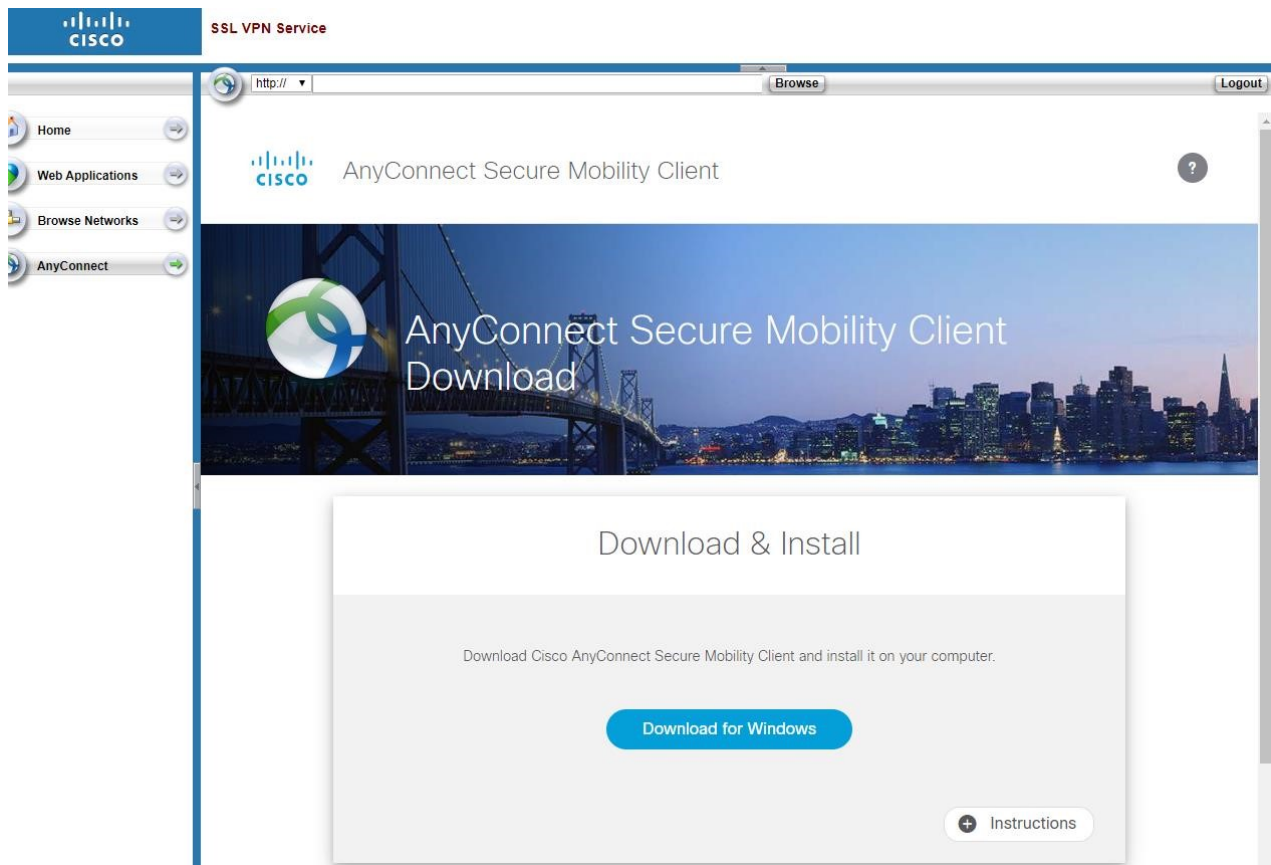 CISCO
SSL VPN Service
http://
Browse
Logout
Home
Web Applications
Browse Networks
AnyConnect
CISCO
AnyConnect Secure Mobility Client
?
AnyConnect Secure Mobility Client
Download
Download & Install
Download Cisco AnyConnect Secure Mobility Client and install it on your computer.
Download for Windows
Instructions